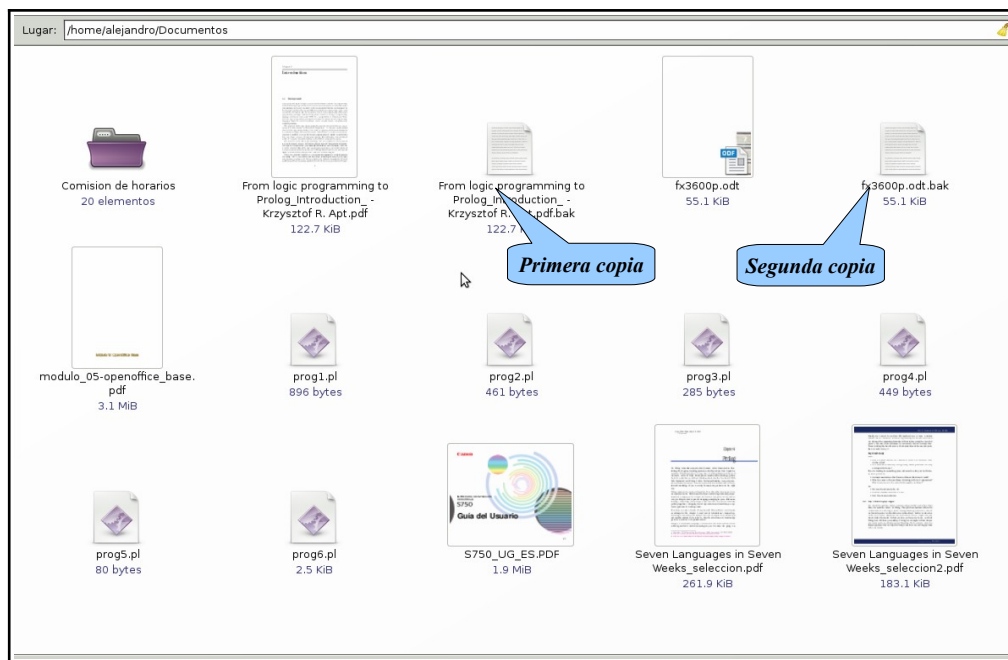 Lugar: /home/alejandro/Documentos
Comision de horarios
20 elementos
From logic programming to
Prolog_Introduction_ -
Krzysztof R. Apt.pdf
122.7 KiB
From logic programming to
Prolog_Introduction_ -
Krzysztof R. Apt.pdf.bak
122.7
fx3600p.odt
55.1 KiB
fx3600p.odt.bak
55.1 KiB
Primera copia
Segunda copia
ODF
modulo_05-openoffice_base.
pdf
3.1 MiB
prog1.pl
896 bytes
prog2.pl
461 bytes
prog3.pl
285 bytes
prog4.pl
449 bytes
prog5.pl
80 bytes
prog6.pl
2.5 KiB
Canon
S750
Guía del Usuario
S750_UG_ES.PDF
1.9 MiB
Prolog
Seven Languages in Seven
Weeks_seleccion.pdf
261.9 KiB
Seven Languages in Seven
Weeks_seleccion2.pdf
183.1 KiB